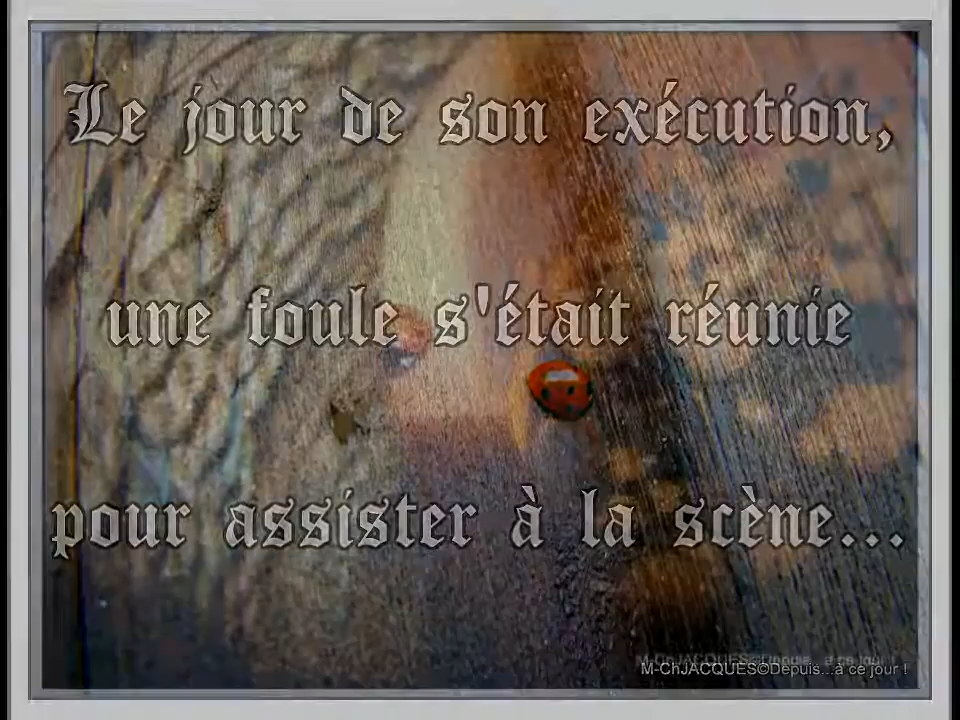 Le jour de son exécution,
une foule s'était réunie
pour assister à la scène...
M-ChJACQUES©Depuis...à ce jour !